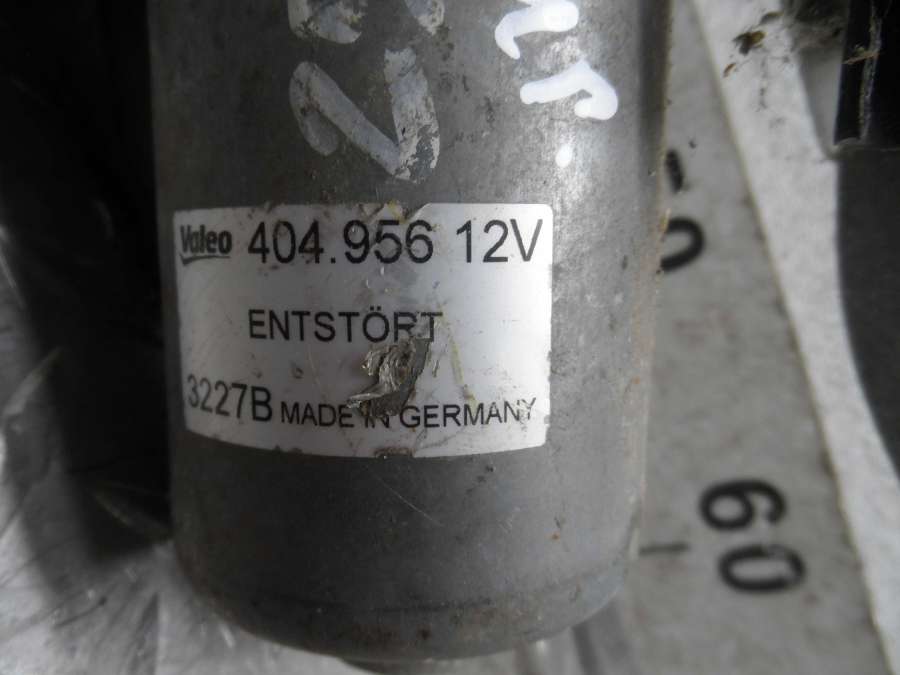 Valeo 404.956 12V
ENTSTÖRT
3227B MADE IN GERMANY
60